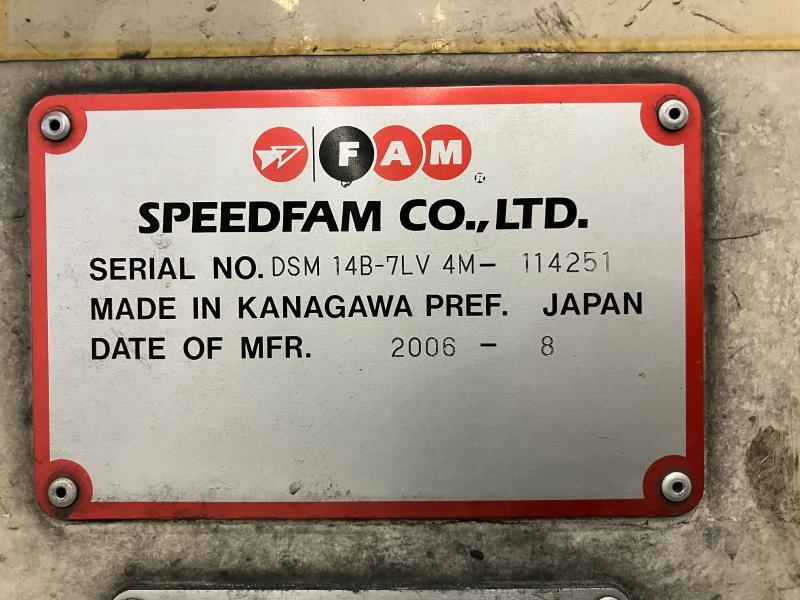 FAM®
SPEEDFAM CO., LTD.
SERIAL NO. DSM 14B-7LV 4M- 114251
MADE IN KANAGAWA PREF. JAPAN
DATE OF MFR. 2006 - 8